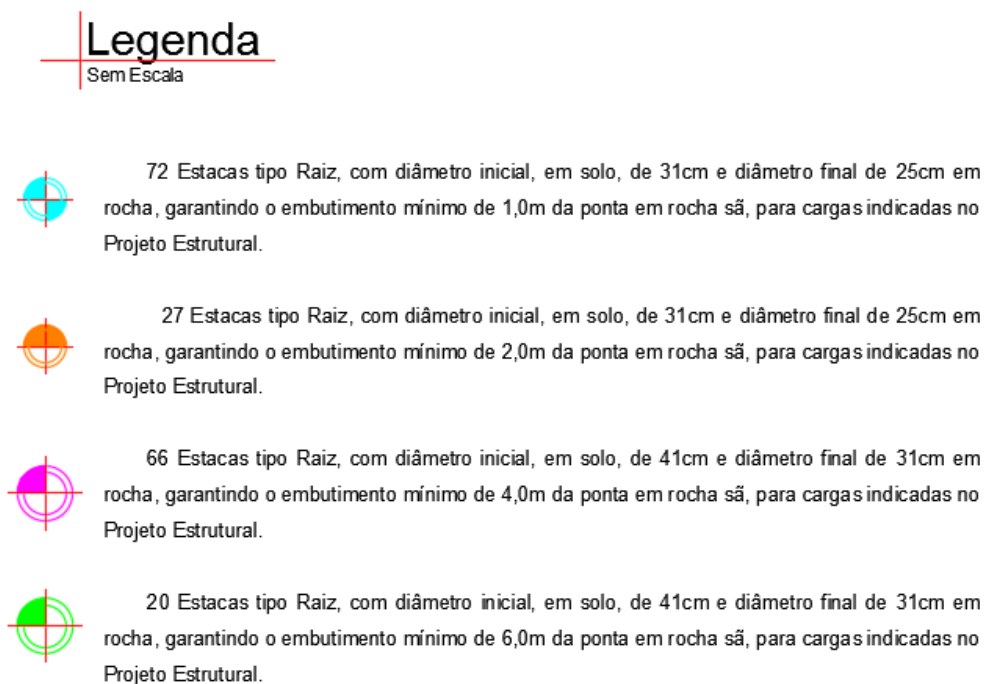 Legenda
Sem Escala
72 Estacas tipo Raiz, com diâmetro inicial, em solo, de 31cm e diâmetro final de 25cm em
rocha, garantindo o embutimento mínimo de 1,0m da ponta em rocha sã, para cargas indicadas no
Projeto Estrutural.
27 Estacas tipo Raiz, com diâmetro inicial, em solo, de 31cm e diâmetro final de 25cm em
rocha, garantindo o embutimento mínimo de 2,0m da ponta em rocha sã, para cargas indicadas no
Projeto Estrutural.
66 Estacas tipo Raiz, com diâmetro inicial, em solo, de 41cm e diâmetro final de 31cm em
rocha, garantindo o embutimento mínimo de 4,0m da ponta em rocha sã, para cargas indicadas no
Projeto Estrutural.
20 Estacas tipo Raiz, com diâmetro inicial, em solo, de 41cm e diâmetro final de 31cm em
rocha, garantindo o embutimento mínimo de 6,0m da ponta em rocha sã, para cargas indicadas no
Projeto Estrutural.